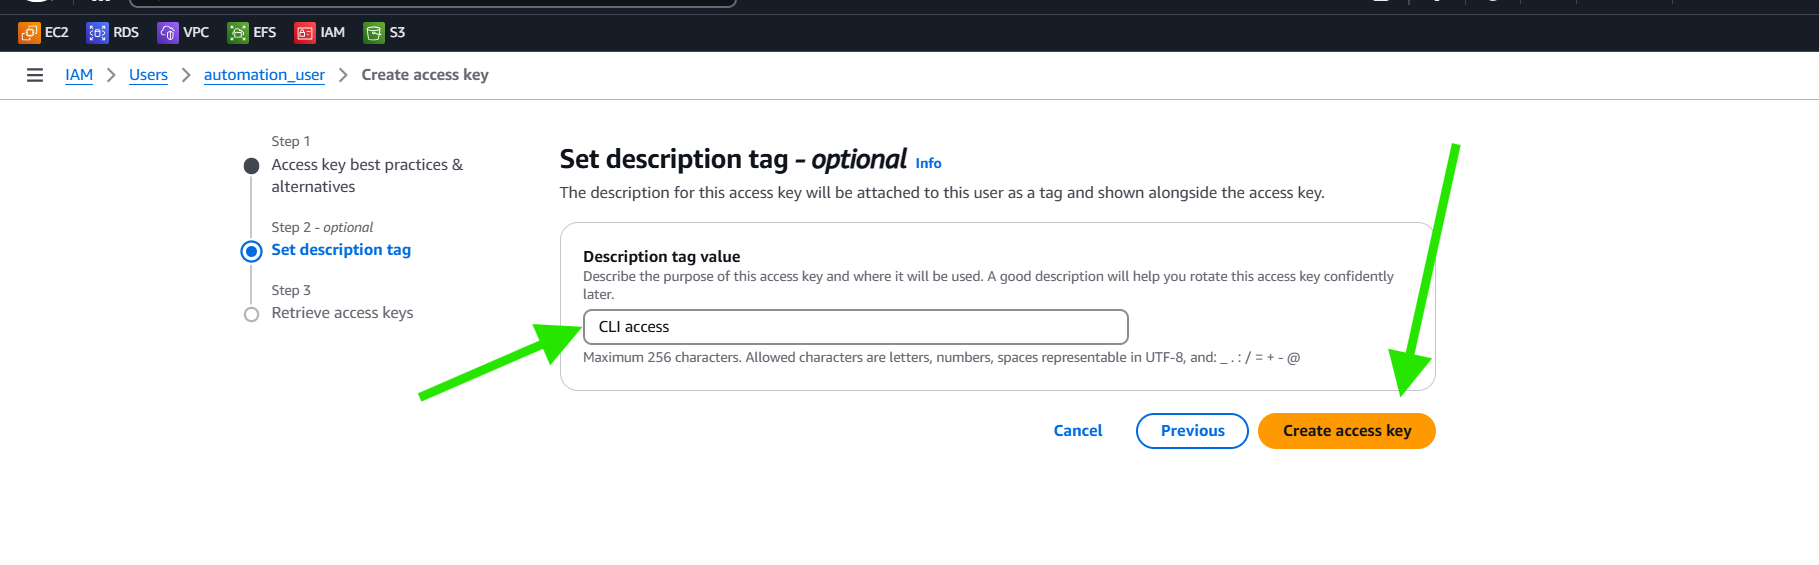 EC2 RDS VPC EFS IAM S3
IAM > Users > automation_user > Create access key
Step 1
Access key best practices &
alternatives
Step 2 - optional
Set description tag
Step 3
Retrieve access keys
Set description tag - optional Info
The description for this access key will be attached to this user as a tag and shown alongside the access key.
Description tag value
Describe the purpose of this access key and where it will be used. A good description will help you rotate this access key confidently
later.
CLI access
Maximum 256 characters. Allowed characters are letters, numbers, spaces representable in UTF-8, and: _ . : / = + - @
Cancel Previous Create access key